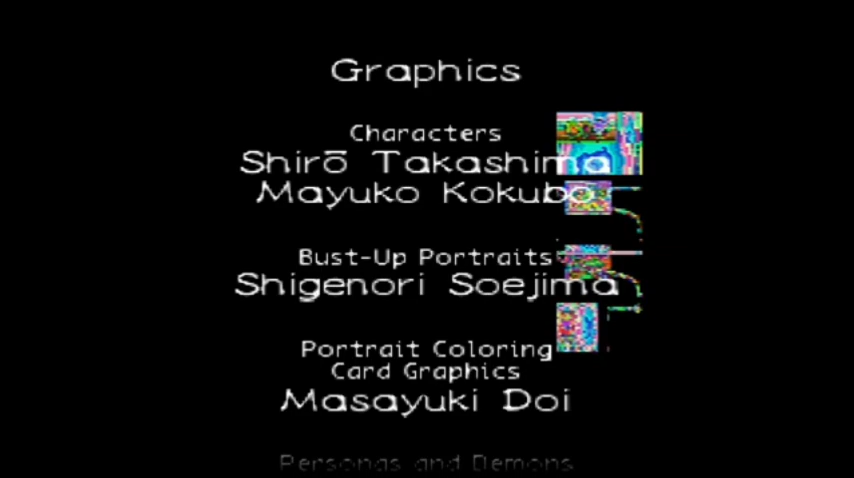 Graphics
Characters
Shirō Takashima
Mayuko Kokubo
Bust-Up Portraits
Shigenori Soejima
Portrait Coloring
Card Graphics
Masayuki Doi
Personas and Demons